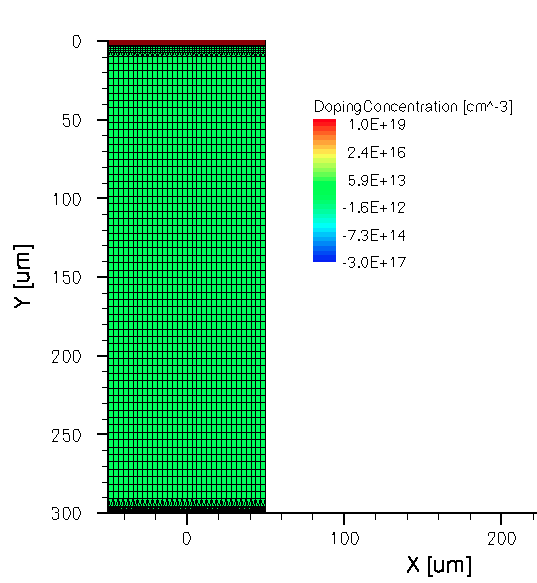 0
DopingConcentration [cm^-3]
1.0E+19
50
2.4E+16
5.9E+13
100
-1.6E+12
-7.3E+14
Y [um]
-3.0E+17
150
200
250
300
0
100
200
X [um]